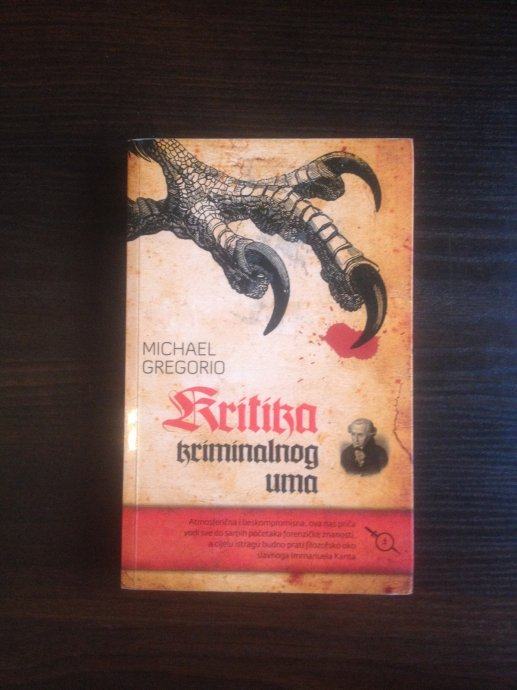 MICHAEL
GREGORIO
Kritika
kriminalnog
uma
Atmosferična i beskompromisna, ova nas priča
vodi sve do samih početaka forenzičke znanosti,
a cijelu istragu budno prati filozofsko oko
slavnoga Immanuela Kanta